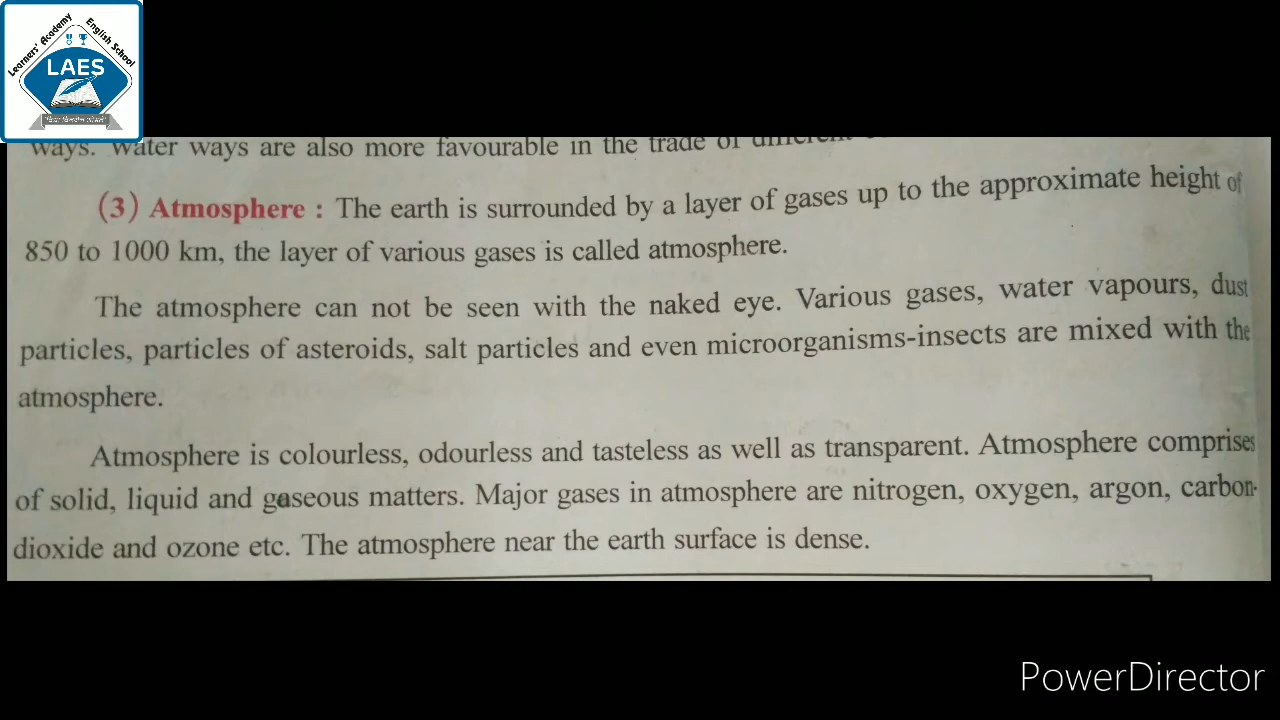 Learners' Academy English School
LAES
ways. Water ways are also more favourable in the trade of different
(3) Atmosphere : The earth is surrounded by a layer of gases up to the approximate height of
850 to 1000 km, the layer of various gases is called atmosphere.
The atmosphere can not be seen with the naked eye. Various gases, water vapours, dust
particles, particles of asteroids, salt particles and even microorganisms-insects are mixed with the
atmosphere.
Atmosphere is colourless, odourless and tasteless as well as transparent. Atmosphere comprises
of solid, liquid and gaseous matters. Major gases in atmosphere are nitrogen, oxygen, argon, carbon-
dioxide and ozone etc. The atmosphere near the earth surface is dense.
PowerDirector